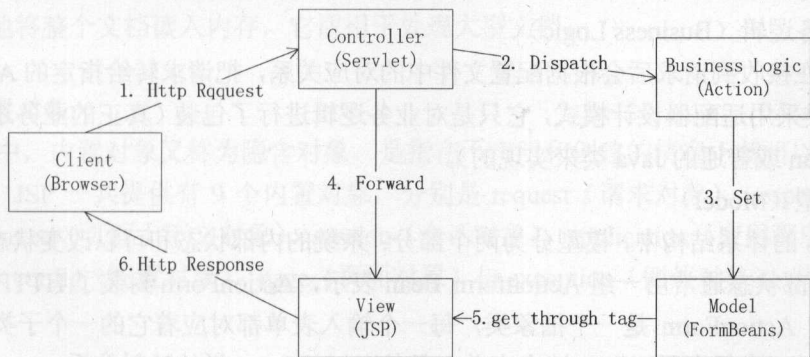 Controller
(Servlet)
2. Dispatch
Business Logic
(Action)
1. Http Rqquest
Client
(Browser)
4. Forward
3. Set
6.Http Response
View
(JSP)
5.get through tag
Model
(FormBeans)